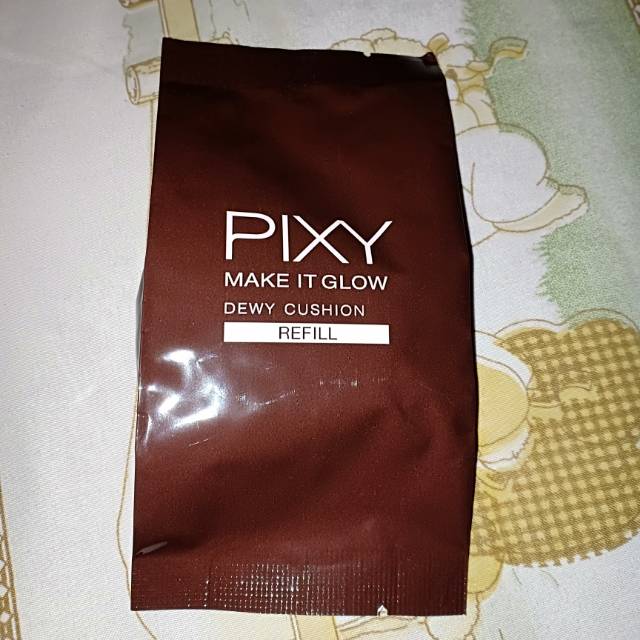 PIXY
MAKE IT GLOW
DEWY CUSHION
REFILL